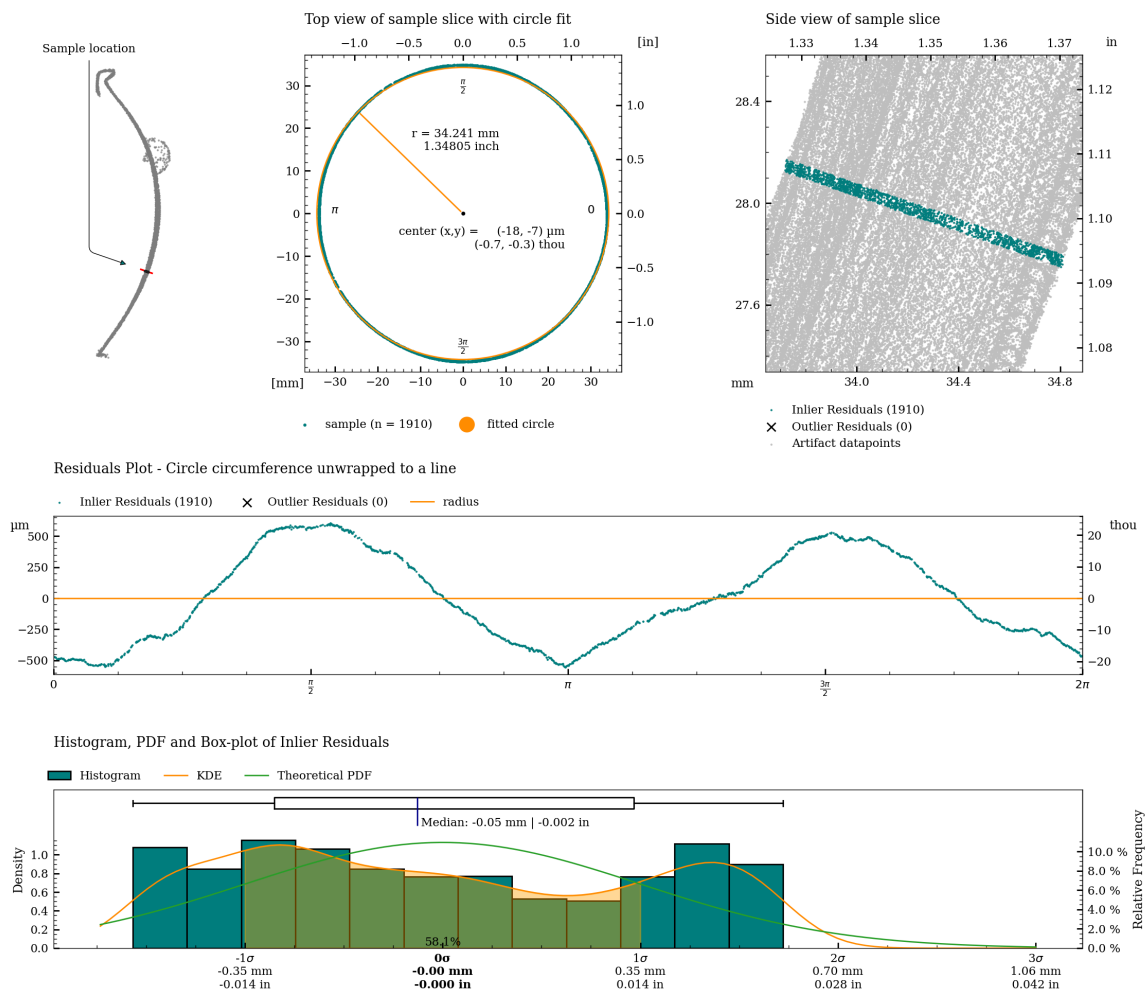 Sample location
Top view of sample slice with circle fit
−1.0 −0.5 0.0 0.5 1.0 [in]
30
20
10
0
−10
−20
−30
1.0
0.5
0.0
−0.5
−1.0
π/2
r = 34.241 mm
1.34805 inch
π
0
center (x,y) = (-18, -7) µm
(-0.7, -0.3) thou
3π/2
[mm] −30 −20 −10 0 10 20 30
sample (n = 1910) fitted circle
Side view of sample slice
1.33 1.34 1.35 1.36 1.37 in
28.4
28.0
27.6
1.12
1.11
1.10
1.09
1.08
mm 34.0 34.4 34.8
Inlier Residuals (1910)
Outlier Residuals (0)
Artifact datapoints
Residuals Plot - Circle circumference unwrapped to a line
Inlier Residuals (1910) Outlier Residuals (0) radius
µm
thou
500
250
0
−250
−500
20
10
0
−10
−20
0 π/2 π 3π/2 2π
Histogram, PDF and Box-plot of Inlier Residuals
Histogram KDE Theoretical PDF
Median: -0.05 mm | -0.002 in
Density
1.0
0.8
0.6
0.4
0.2
0.0
Relative Frequency
10.0 %
8.0 %
6.0 %
4.0 %
2.0 %
0.0 %
58.1%
-1σ 0σ 1σ 2σ 3σ
-0.35 mm -0.00 mm 0.35 mm 0.70 mm 1.06 mm
-0.014 in -0.000 in 0.014 in 0.028 in 0.042 in